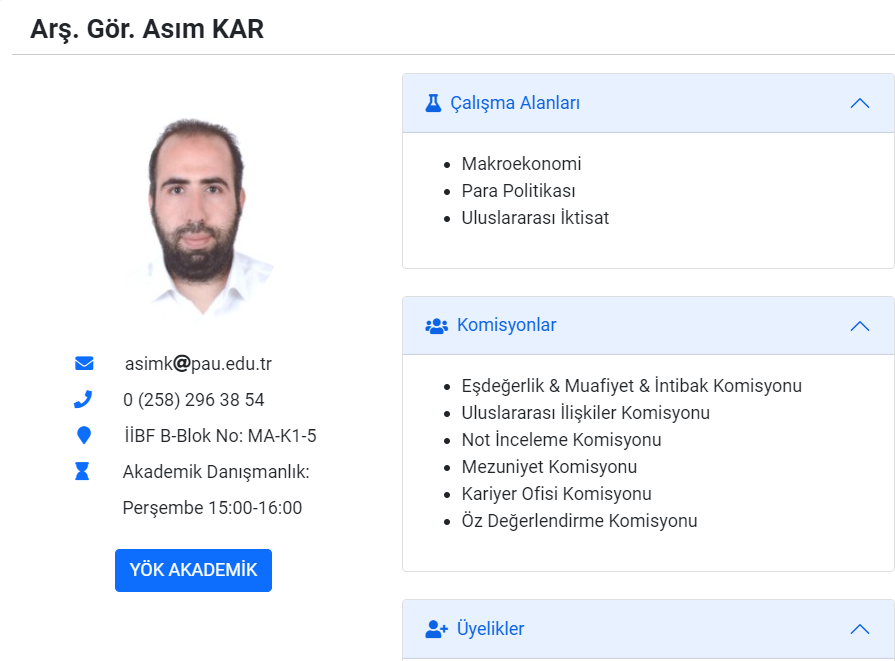 Arş. Gör. Asım KAR
asimk@pau.edu.tr
0 (258) 296 38 54
İİBF B-Blok No: MA-K1-5
Akademik Danışmanlık:
Perşembe 15:00-16:00
YÖK AKADEMİK
Çalışma Alanları
Makroekonomi
Para Politikası
Uluslararası İktisat
Komisyonlar
Eşdeğerlik & Muafiyet & İntibak Komisyonu
Uluslararası İlişkiler Komisyonu
Not İnceleme Komisyonu
Mezuniyet Komisyonu
Kariyer Ofisi Komisyonu
Öz Değerlendirme Komisyonu
Üyelikler